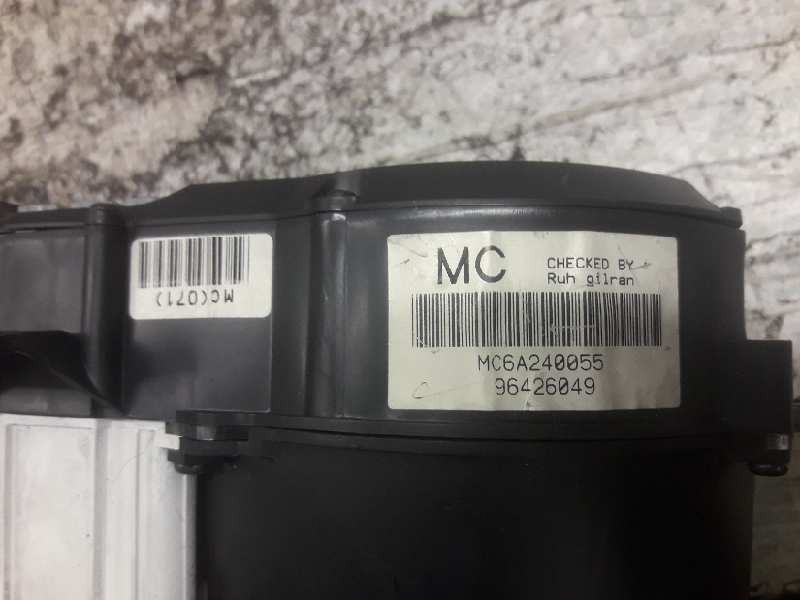 MC
CHECKED BY
Ruh gilran
MC6A240055
96426049
MC(071)